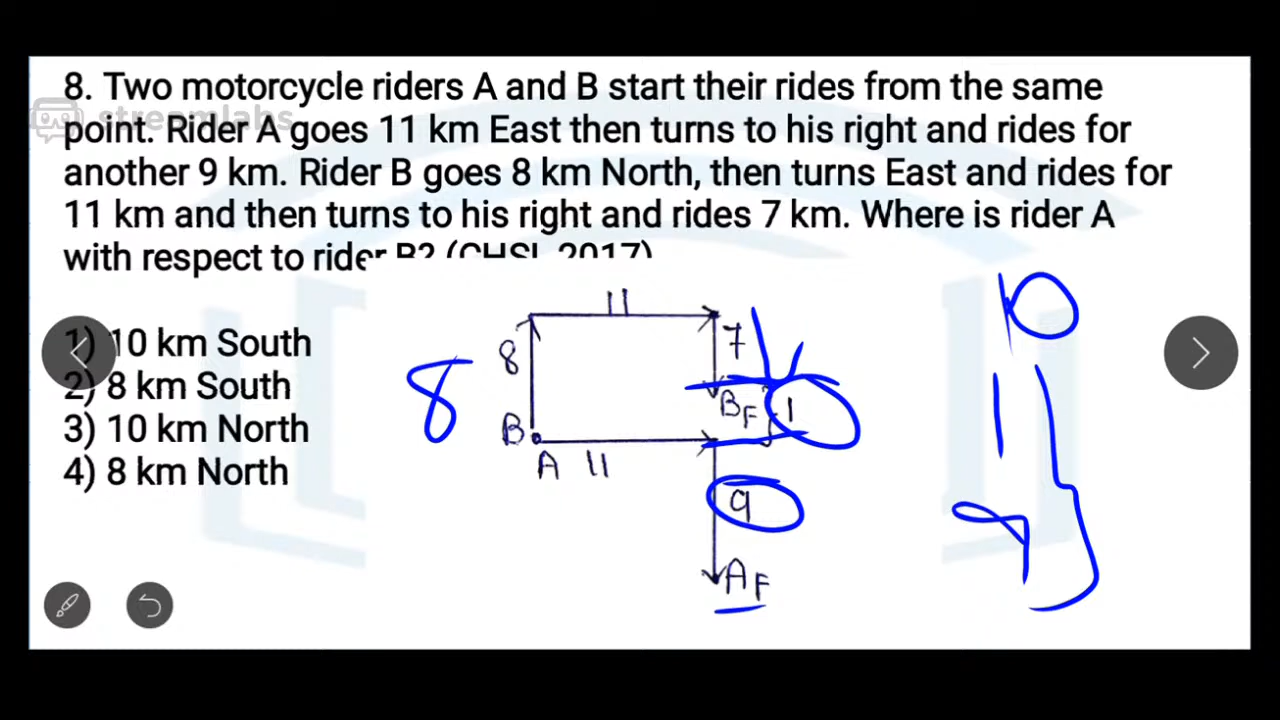 8. Two motorcycle riders A and B start their rides from the same
streamlabs
point. Rider A goes 11 km East then turns to his right and rides for
another 9 km. Rider B goes 8 km North, then turns East and rides for
11 km and then turns to his right and rides 7 km. Where is rider A
with respect to rider B? (CHSL 2017)
1) 10 km South
2) 8 km South
3) 10 km North
4) 8 km North
11
8
7
8
BF
1
B
A 11
9
AF
10
1
9